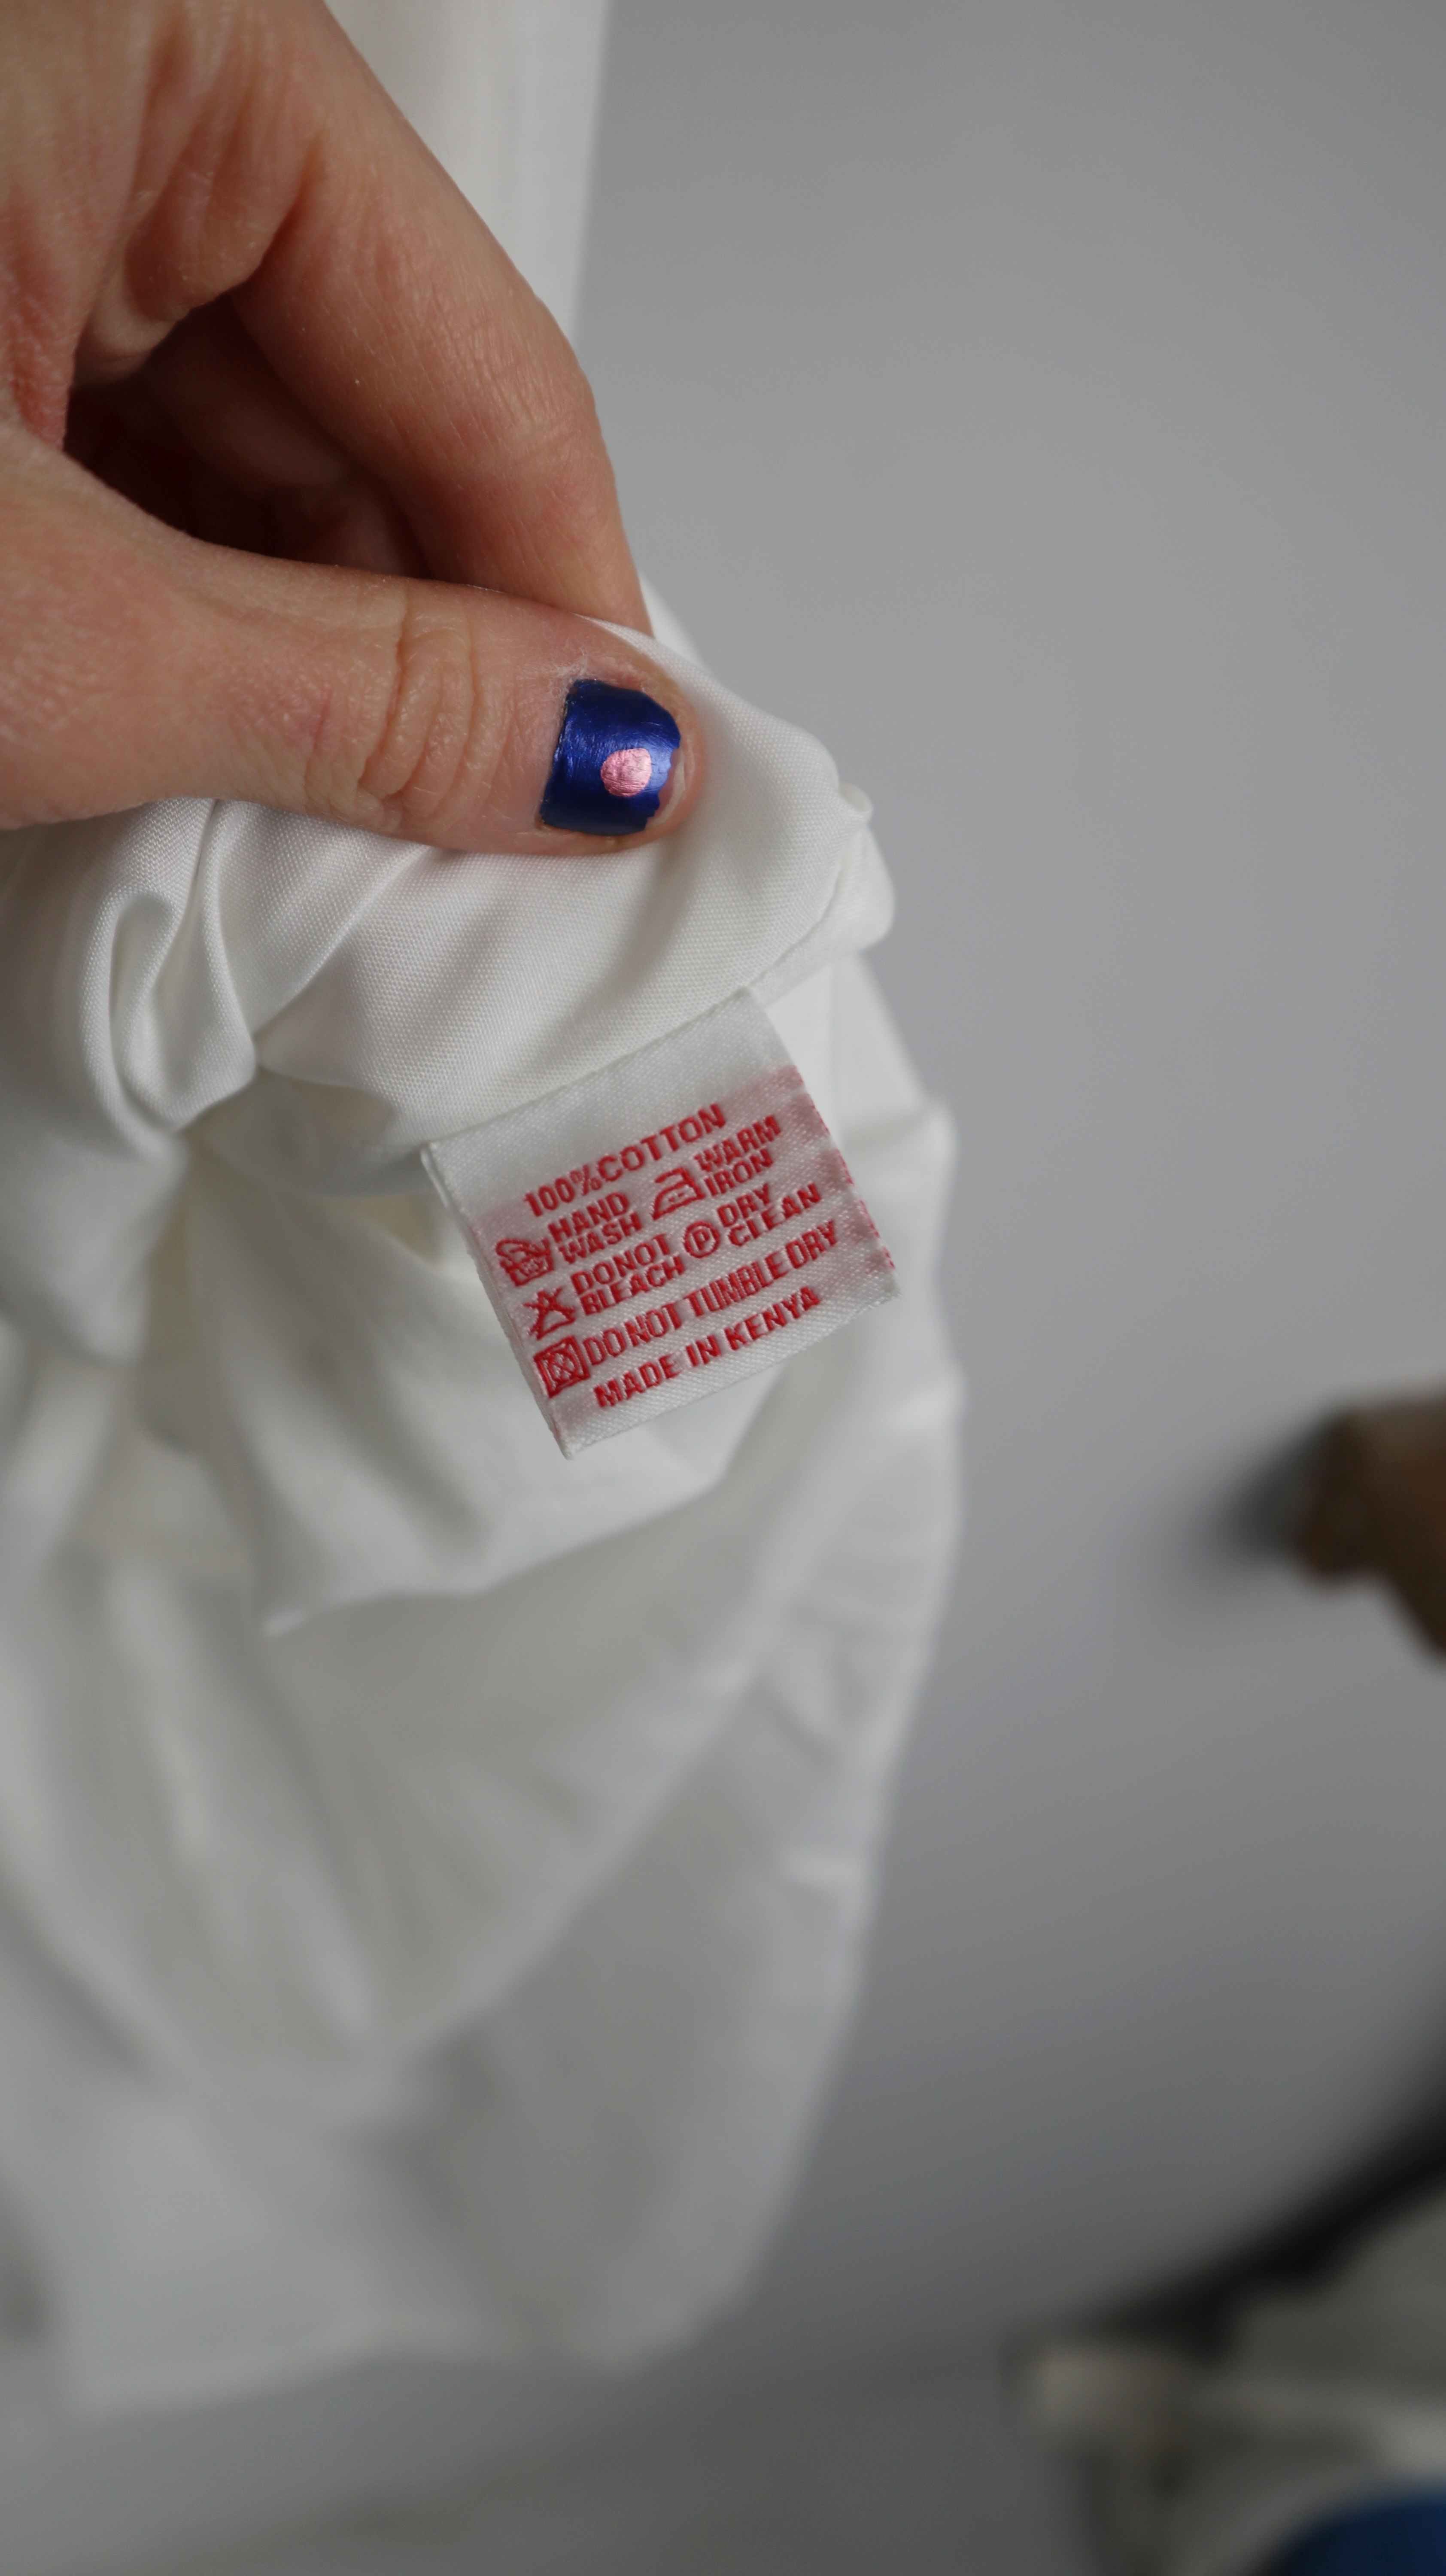 100%COTTON
HAND WASH WARM IRON
DO NOT BLEACH P DRY CLEAN
DO NOT TUMBLE DRY
MADE IN KENYA